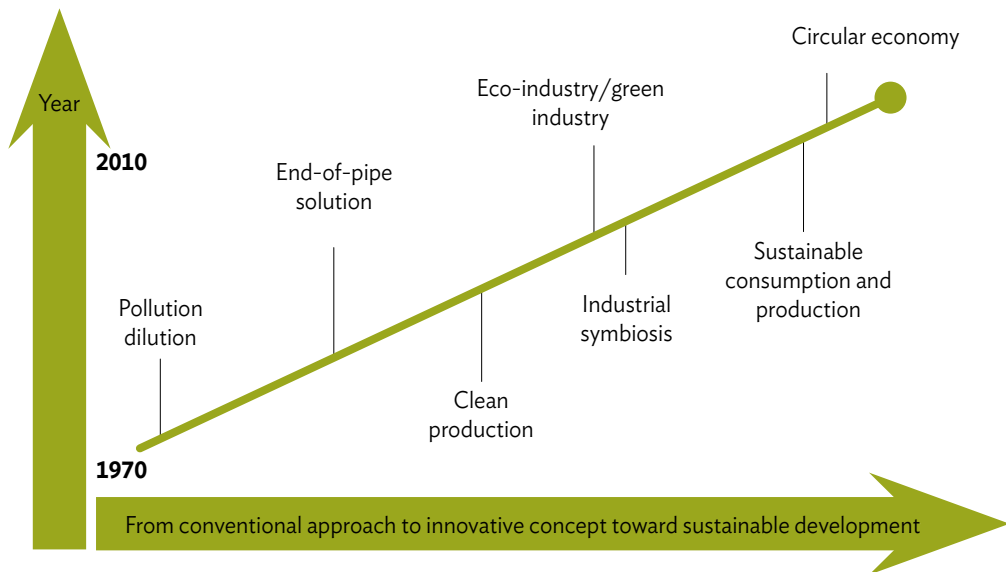 Circular economy
Eco-industry/green
industry
Year
2010
End-of-pipe
solution
Sustainable
consumption and
production
Pollution
dilution
Industrial
symbiosis
Clean
production
1970
From conventional approach to innovative concept toward sustainable development